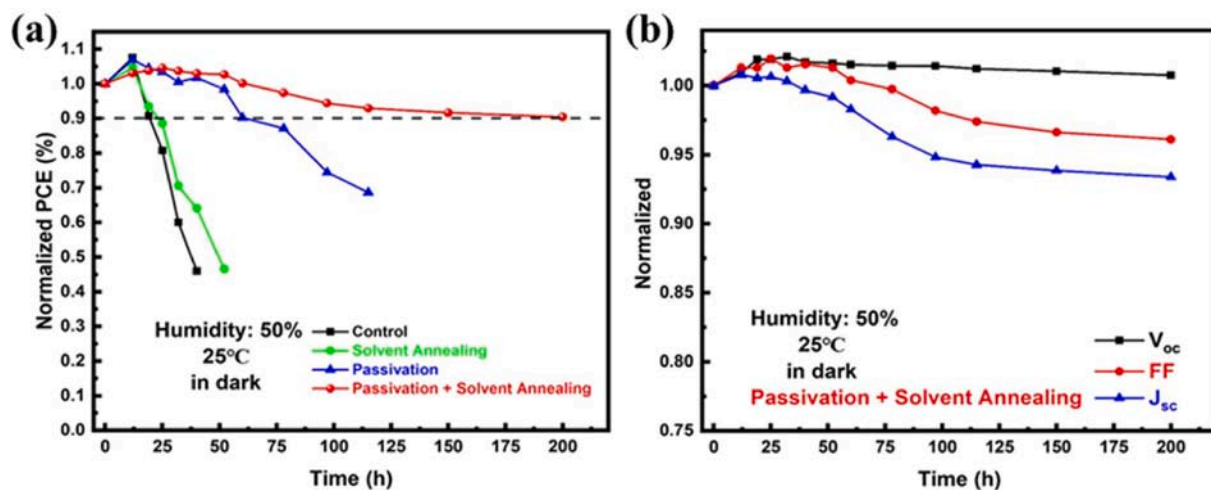 (a)
Normalized PCE (%)
1.1
1.0
0.9
0.8
0.7
0.6
0.5
0.4
0.3
0.2
0.1
0.0
Humidity: 50%
25℃
in dark
Control
Solvent Annealing
Passivation
Passivation + Solvent Annealing
0 25 50 75 100 125 150 175 200
Time (h)
(b)
Normalized
1.00
0.95
0.90
0.85
0.80
0.75
Humidity: 50%
25℃
in dark
Passivation + Solvent Annealing
Voc
FF
Jsc
0 25 50 75 100 125 150 175 200
Time (h)